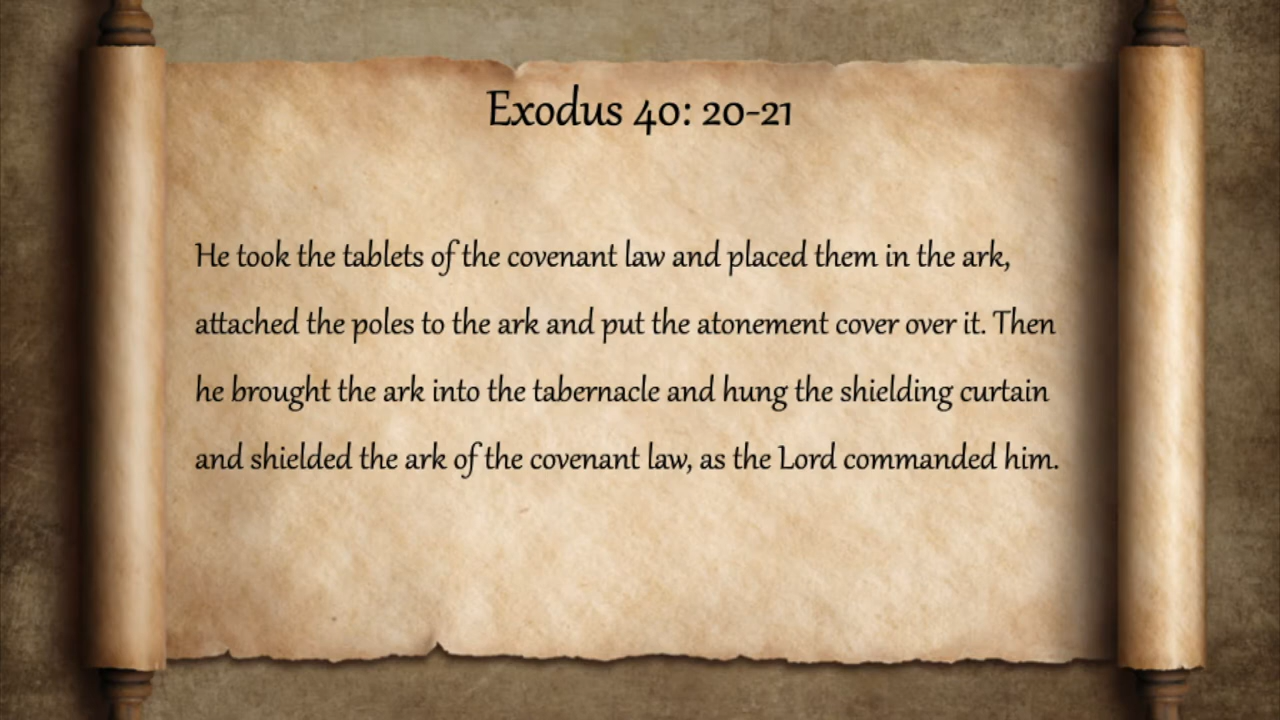 Exodus 40: 20-21
He took the tablets of the covenant law and placed them in the ark,
attached the poles to the ark and put the atonement cover over it. Then
he brought the ark into the tabernacle and hung the shielding curtain
and shielded the ark of the covenant law, as the Lord commanded him.